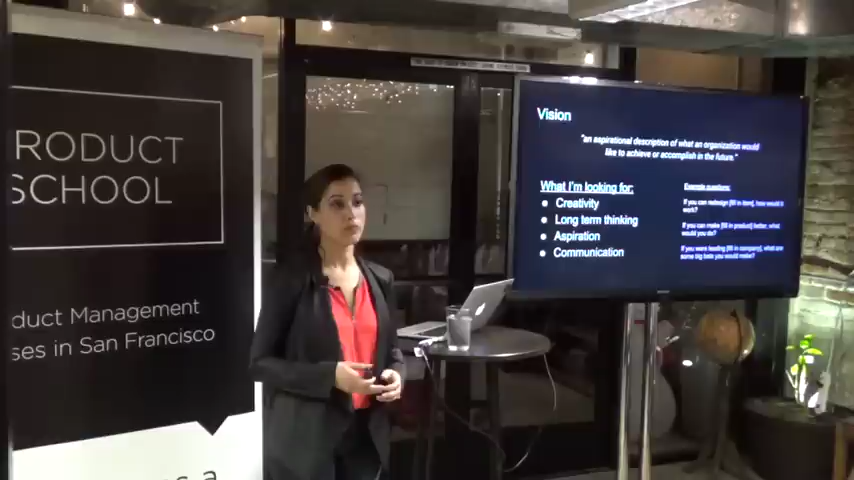 RODUCT
SCHOOL
duct Management
ses in San Francisco
s a
Vision
"an aspirational description of what an organization would
like to achieve or accomplish in the future."
What I'm looking for:
● Creativity
● Long term thinking
● Aspiration
● Communication
Example questions:
If you can redesign [fill in item], how would it
work?
If you can make [fill in product] better, what
would you do?
If you were leading [fill in company], what are
some big bets you would make?